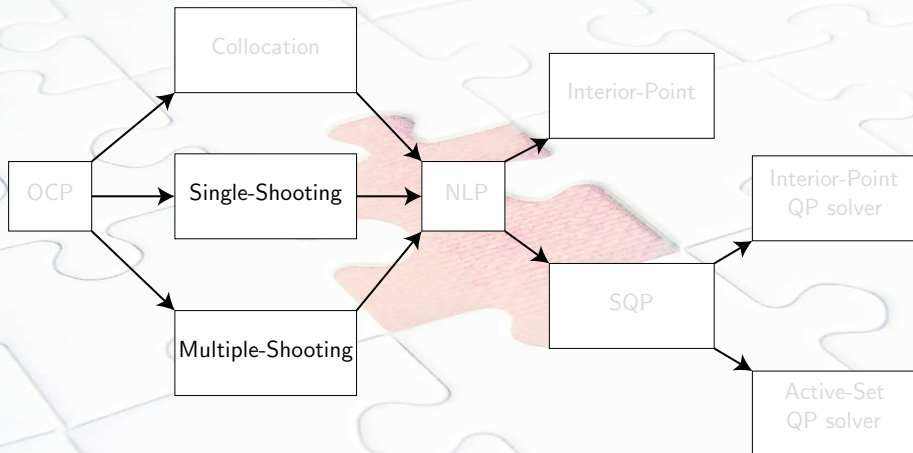 Collocation
Interior-Point
OCP
Single-Shooting
NLP
Interior-Point
QP solver
SQP
Multiple-Shooting
Active-Set
QP solver